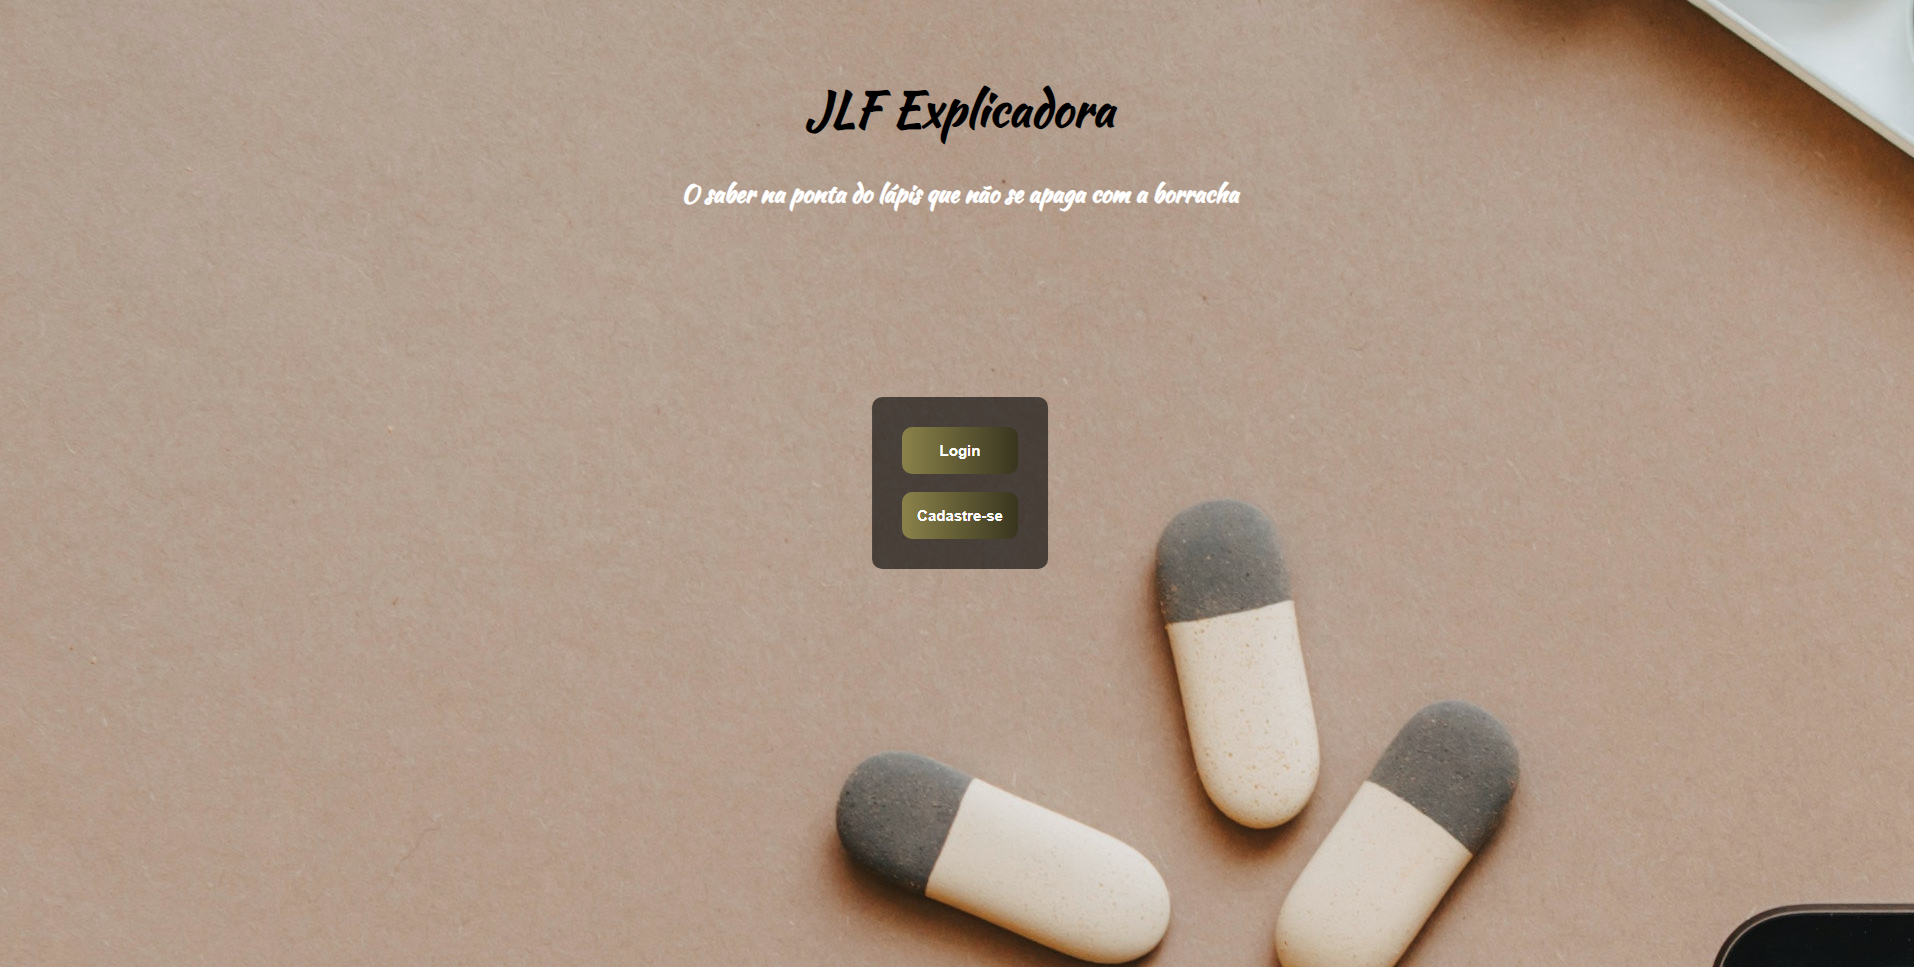 JLF Explicadora
O saber na ponta do lápis que não se apaga com a borracha
Login
Cadastre-se